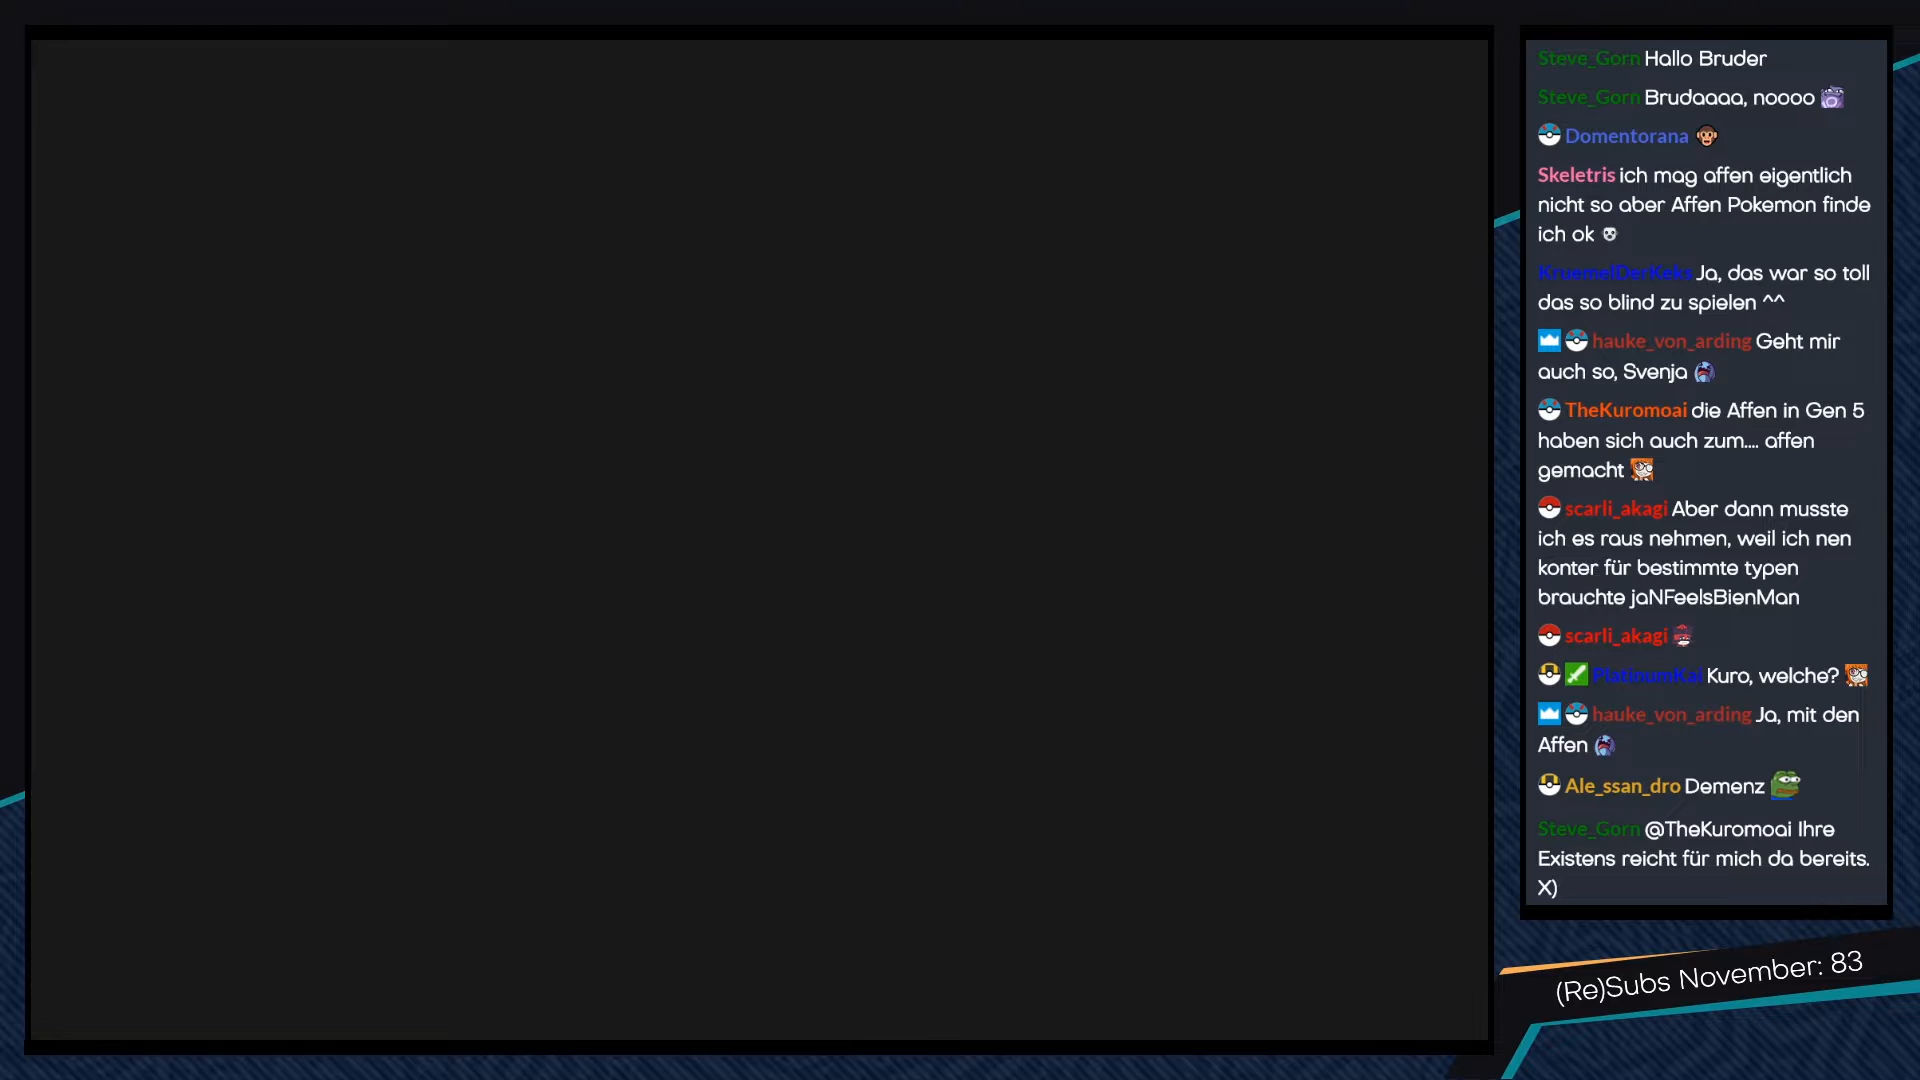 Steve_Gorn Hallo Bruder
Steve_Gorn Brudaaaa, noooo
Domentorana
Skeletris ich mag affen eigentlich
nicht so aber Affen Pokemon finde
ich ok
KruemelDerKeks Ja, das war so toll
das so blind zu spielen ^^
hauke_von_arding Geht mir
auch so, Svenja
TheKuromoai die Affen in Gen 5
haben sich auch zum.... affen
gemacht
scarli_akagi Aber dann musste
ich es raus nehmen, weil ich nen
konter für bestimmte typen
brauchte jaNFeelsBienMan
scarli_akagi
PlatinumKai Kuro, welche?
hauke_von_arding Ja, mit den
Affen
Ale_ssan_dro Demenz
Steve_Gorn @TheKuromoai Ihre
Existens reicht für mich da bereits.
X)
(Re)Subs November: 83